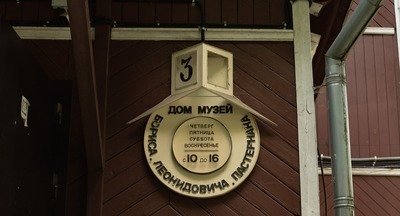 3
ДОМ МУЗЕЙ
БОРИСА ЛЕОНИДОВИЧА ПАСТЕРНАКА
ЧЕТВЕРГ
ПЯТНИЦА
СУББОТА
ВОСКРЕСЕНЬЕ
С 10 ДО 16